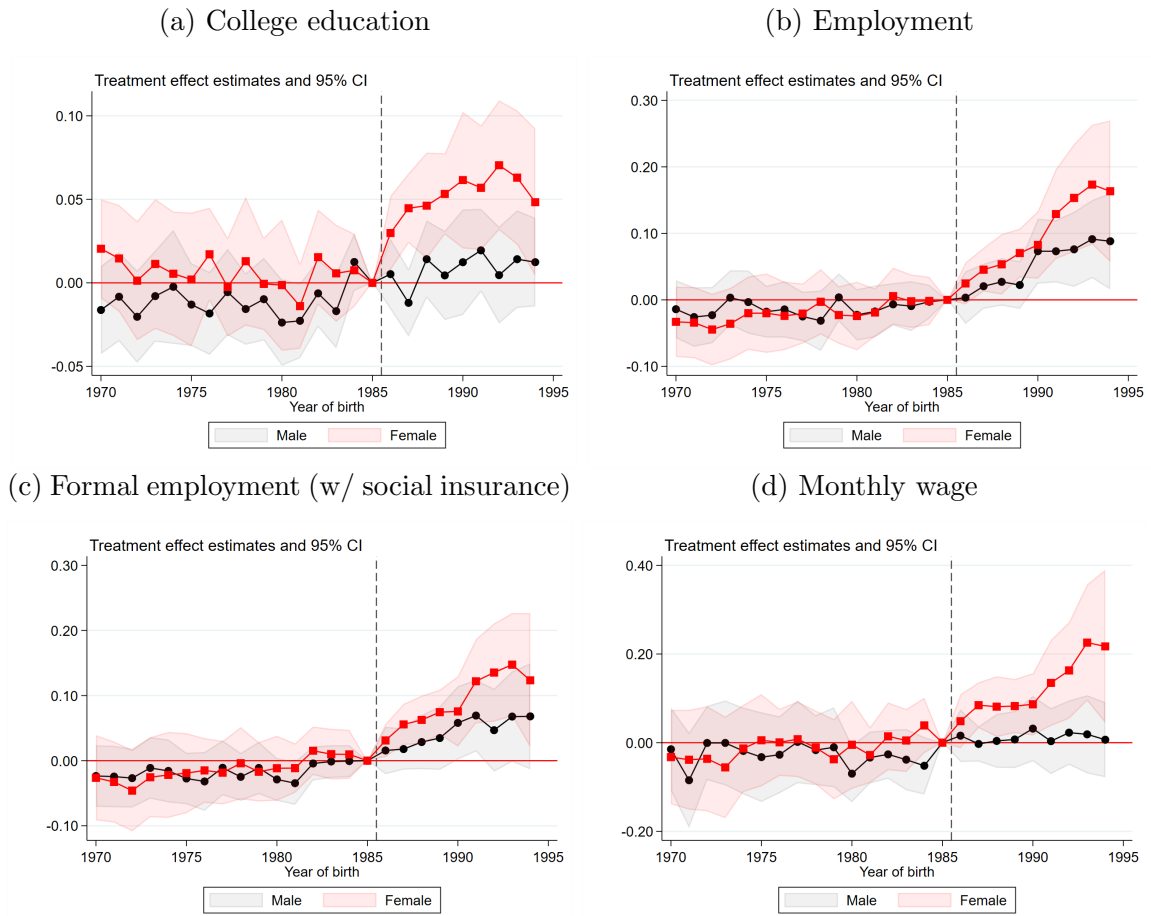 (a) College education
Treatment effect estimates and 95% CI
0.10
0.05
0.00
-0.05
1970 1975 1980 1985 1990 1995
Year of birth
Male Female
(b) Employment
Treatment effect estimates and 95% CI
0.30
0.20
0.10
0.00
-0.10
1970 1975 1980 1985 1990 1995
Year of birth
Male Female
(c) Formal employment (w/ social insurance)
Treatment effect estimates and 95% CI
0.30
0.20
0.10
0.00
-0.10
1970 1975 1980 1985 1990 1995
Year of birth
Male Female
(d) Monthly wage
Treatment effect estimates and 95% CI
0.40
0.20
0.00
-0.20
1970 1975 1980 1985 1990 1995
Year of birth
Male Female